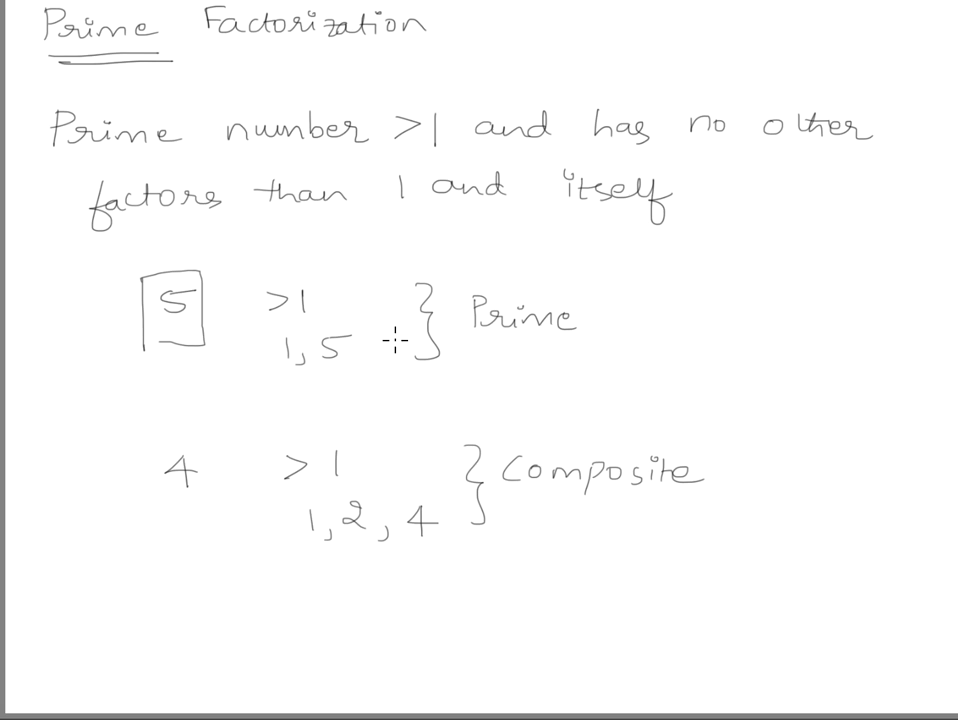 Prime Factorization
Prime number >1 and has no other
factors than 1 and itself
5 >1 } Prime
1, 5
4 >1 } Composite
1, 2, 4